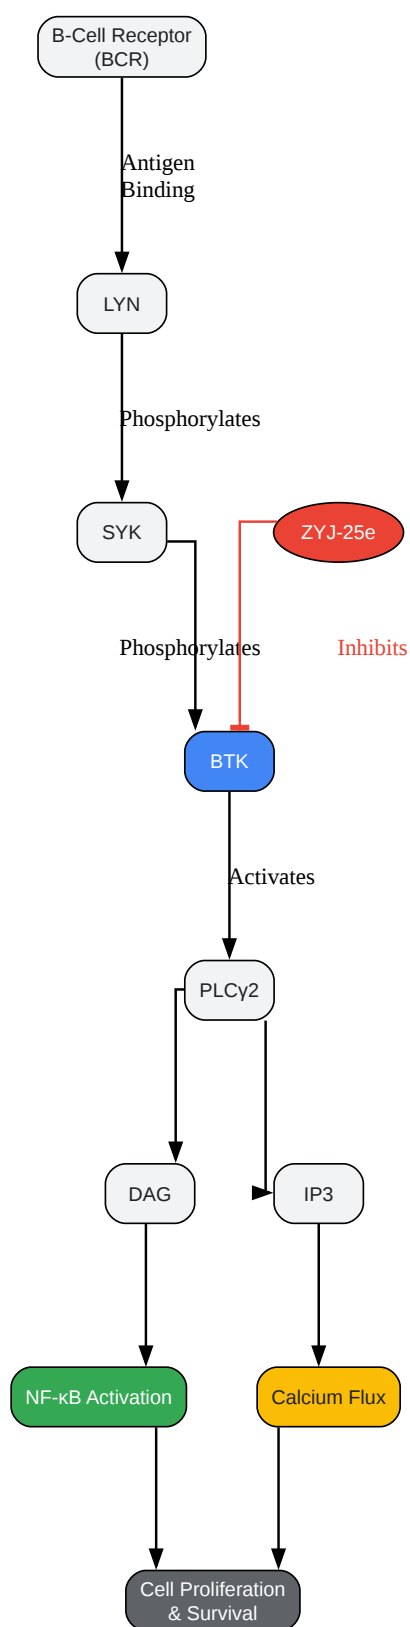 B-Cell Receptor
(BCR)
Antigen
Binding
LYN
Phosphorylates
SYK
ZYJ-25e
Phosphorylates
Inhibits
BTK
Activates
PLCγ2
DAG
IP3
NF-κB Activation
Calcium Flux
Cell Proliferation
& Survival